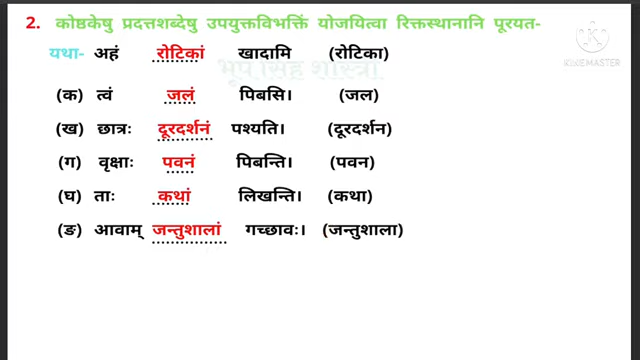 2. कोष्ठकेषु प्रदत्तशब्देषु उपयुक्तविभक्तिं योजयित्वा रिक्तस्थानानि पूरयत-
यथा- अहं रोटिकां खादामि (रोटिका)
भूप सिंह शास्त्री
(क) त्वं जलं पिबसि। (जल)
(ख) छात्रः दूरदर्शनं पश्यति। (दूरदर्शन)
(ग) वृक्षाः पवनं पिबन्ति। (पवन)
(घ) ताः कथां लिखन्ति। (कथा)
(ङ) आवाम् जन्तुशालां गच्छावः। (जन्तुशाला)
KINEMASTER